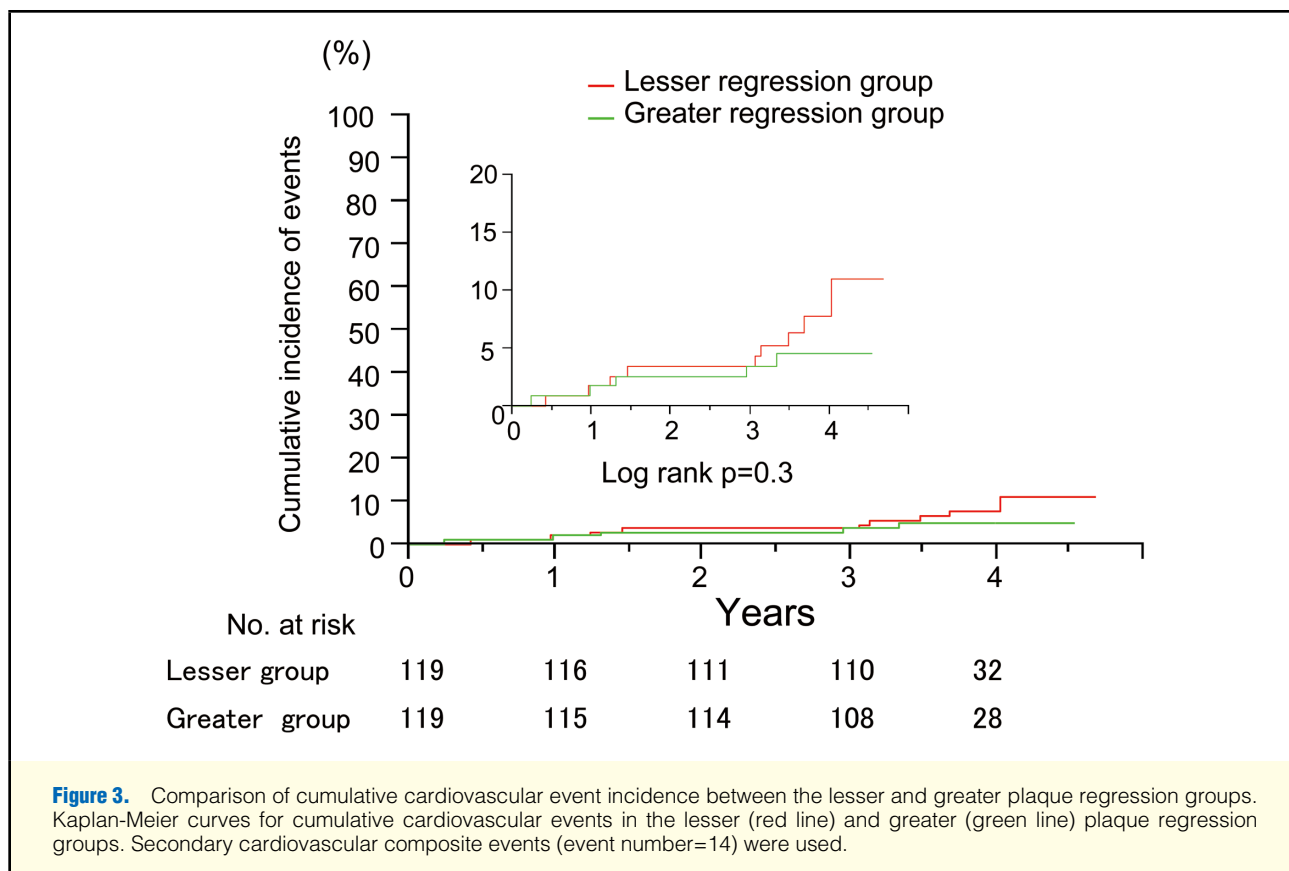 (%)
Lesser regression group
Greater regression group
Cumulative incidence of events
100
90
80
70
60
50
40
30
20
10
0
20
15
10
5
0
0 1 2 3 4
Log rank p=0.3
0 1 2 3 4
Years
No. at risk
Lesser group 119 116 111 110 32
Greater group 119 115 114 108 28
Figure 3. Comparison of cumulative cardiovascular event incidence between the lesser and greater plaque regression groups.
Kaplan-Meier curves for cumulative cardiovascular events in the lesser (red line) and greater (green line) plaque regression
groups. Secondary cardiovascular composite events (event number=14) were used.